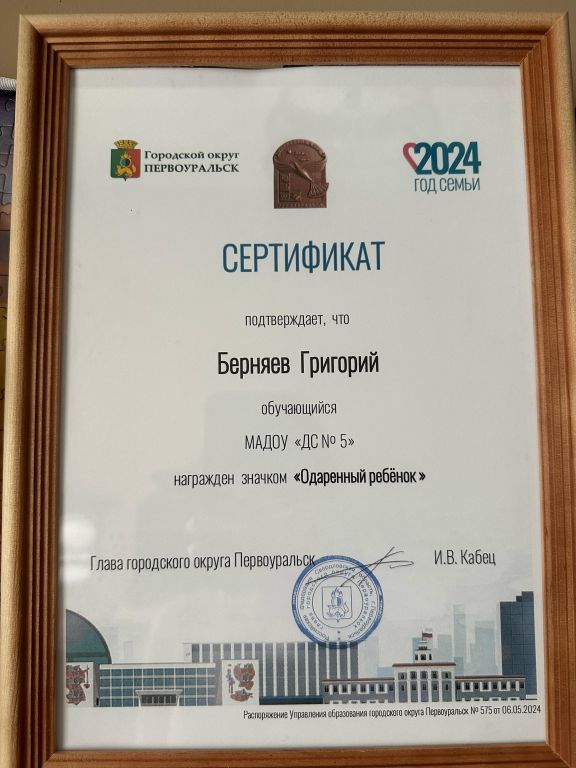 Городской округ
ПЕРВОУРАЛЬСК
2024
ГОД СЕМЬИ
СЕРТИФИКАТ
подтверждает, что
Берняев Григорий
обучающийся
МАДОУ «ДС № 5»
награжден значком «Одаренный ребёнок»
Глава городского округа Первоуральск
И.В. Кабец
Распоряжение Управления образования городского округа Первоуральск № 575 от 06.05.2024